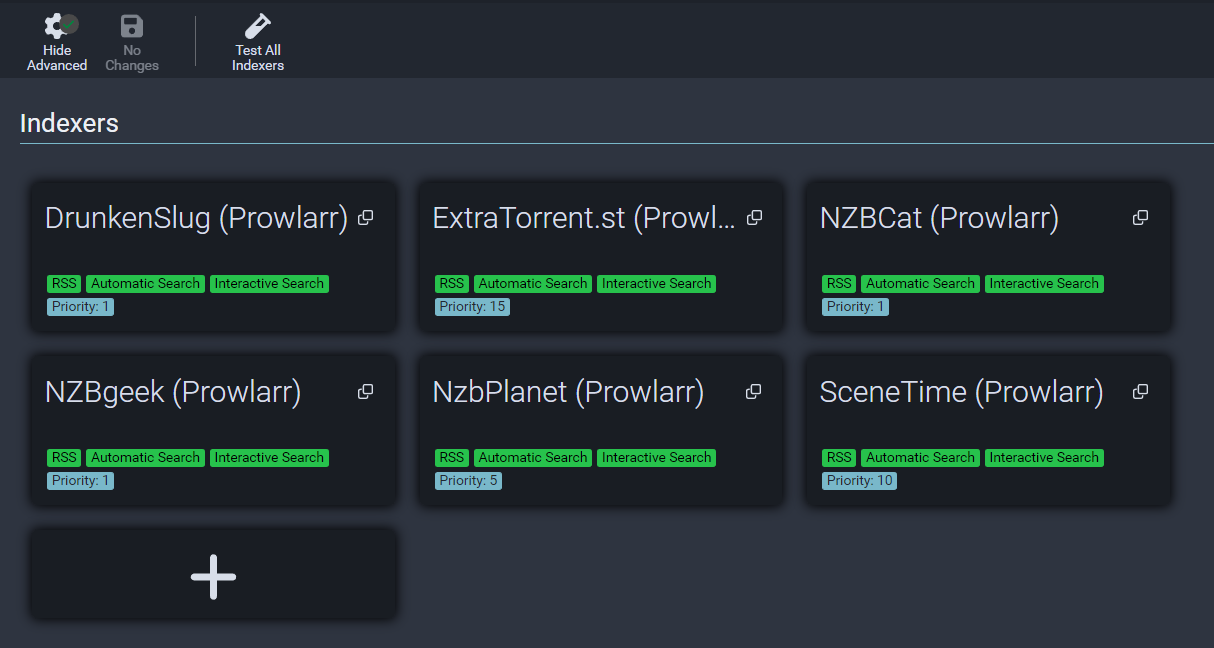 Hide
Advanced
No
Changes
Test All
Indexers
Indexers
DrunkenSlug (Prowlarr)
RSS Automatic Search Interactive Search
Priority: 1
ExtraTorrent.st (Prowl...
RSS Automatic Search Interactive Search
Priority: 15
NZBCat (Prowlarr)
RSS Automatic Search Interactive Search
Priority: 1
NZBgeek (Prowlarr)
RSS Automatic Search Interactive Search
Priority: 1
NzbPlanet (Prowlarr)
RSS Automatic Search Interactive Search
Priority: 5
SceneTime (Prowlarr)
RSS Automatic Search Interactive Search
Priority: 10